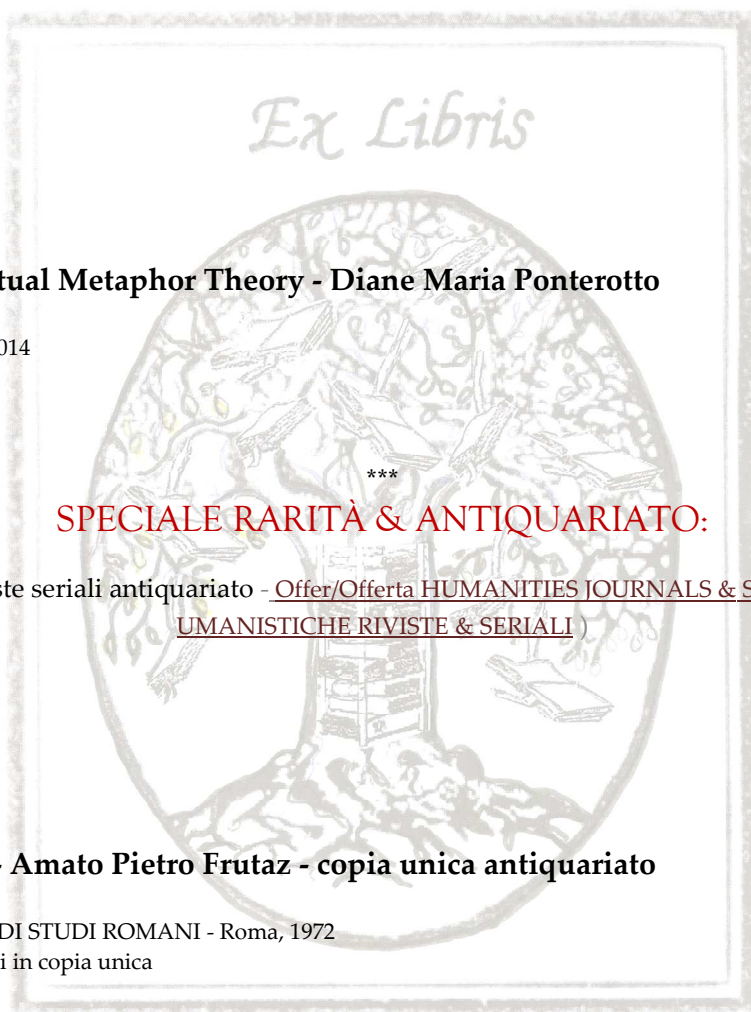 Ex Libris
tual Metaphor Theory - Diane Maria Ponterotto
014
***
SPECIALE RARITÀ & ANTIQUARIATO:
ste seriali antiquariato - Offer/Offerta HUMANITIES JOURNALS & S
UMANISTICHE RIVISTE & SERIALI )
- Amato Pietro Frutaz - copia unica antiquariato
DI STUDI ROMANI - Roma, 1972
i in copia unica